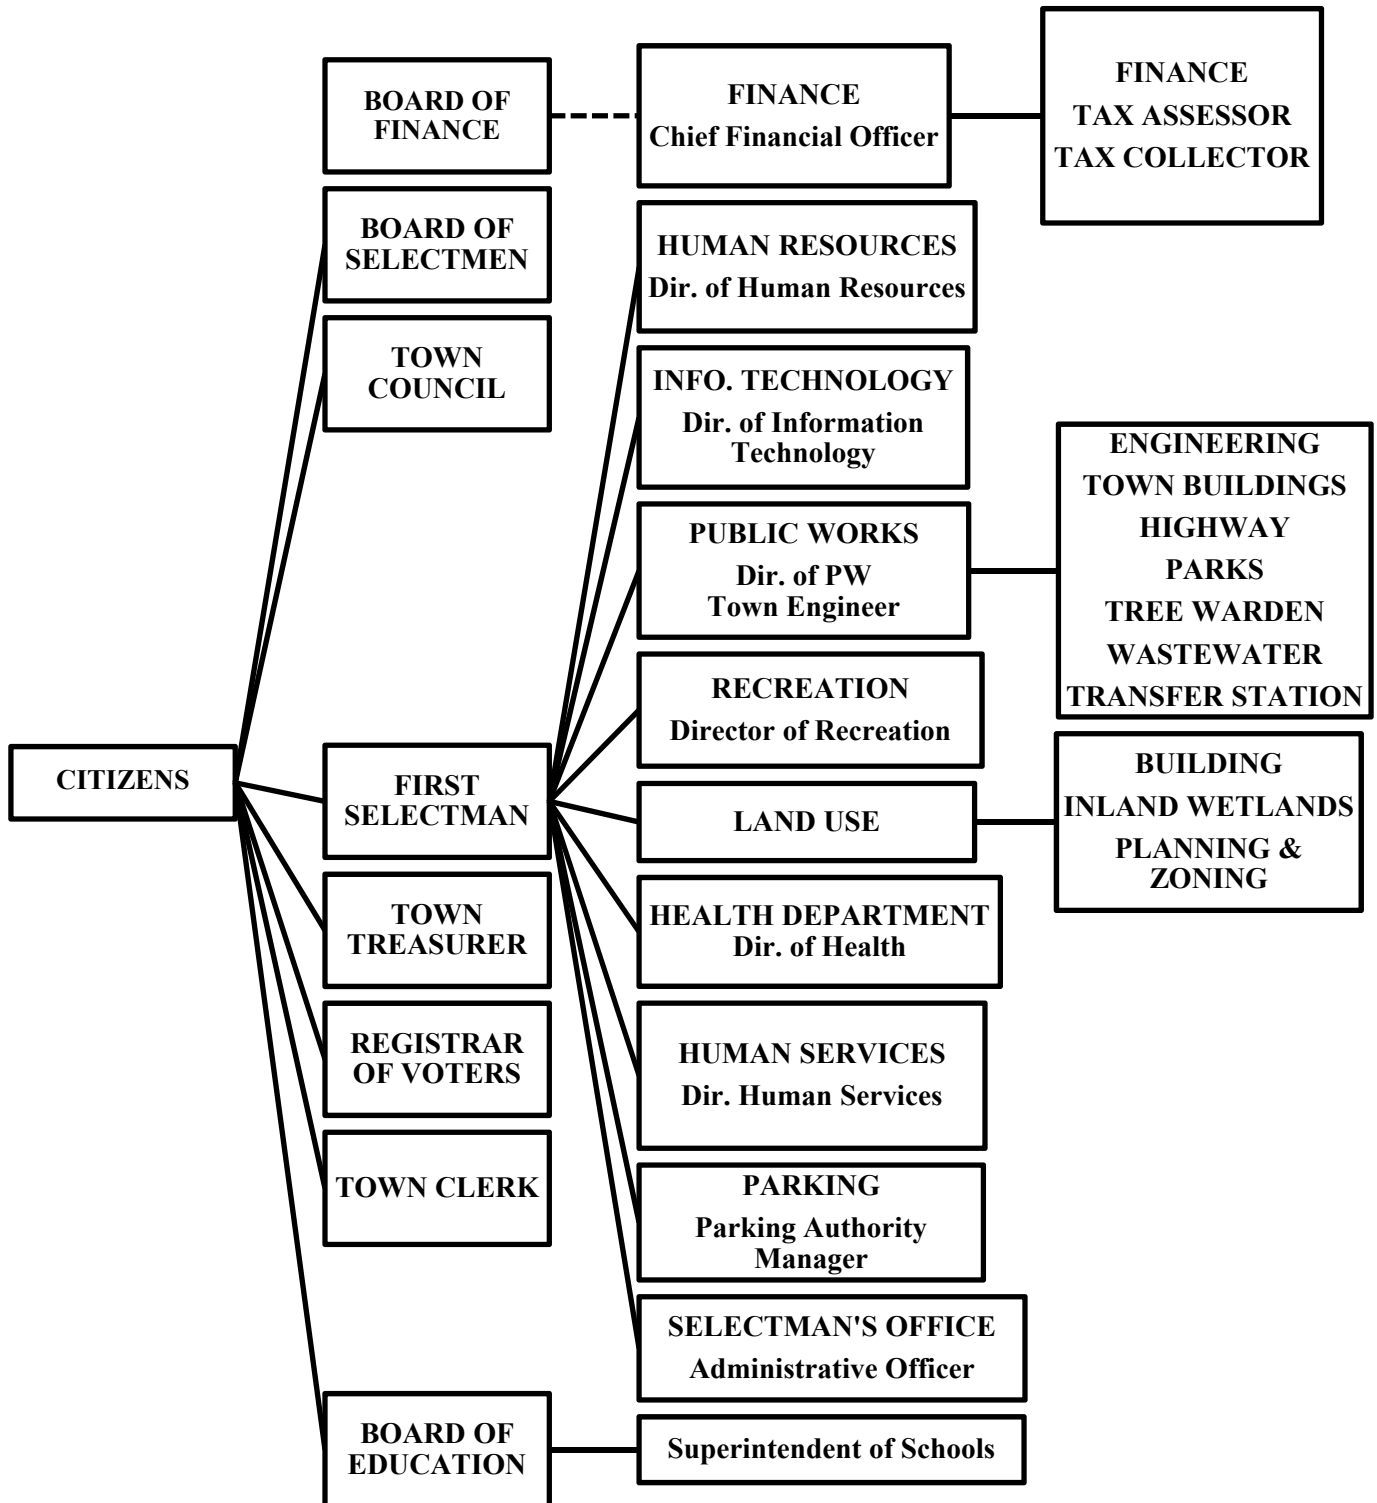 CITIZENS
BOARD OF
FINANCE
BOARD OF
SELECTMEN
TOWN
COUNCIL
FIRST
SELECTMAN
TOWN
TREASURER
REGISTRAR
OF VOTERS
TOWN CLERK
BOARD OF
EDUCATION
FINANCE
Chief Financial Officer
HUMAN RESOURCES
Dir. of Human Resources
INFO. TECHNOLOGY
Dir. of Information
Technology
PUBLIC WORKS
Dir. of PW
Town Engineer
RECREATION
Director of Recreation
LAND USE
HEALTH DEPARTMENT
Dir. of Health
HUMAN SERVICES
Dir. Human Services
PARKING
Parking Authority
Manager
SELECTMAN'S OFFICE
Administrative Officer
Superintendent of Schools
FINANCE
TAX ASSESSOR
TAX COLLECTOR
ENGINEERING
TOWN BUILDINGS
HIGHWAY
PARKS
TREE WARDEN
WASTEWATER
TRANSFER STATION
BUILDING
INLAND WETLANDS
PLANNING &
ZONING